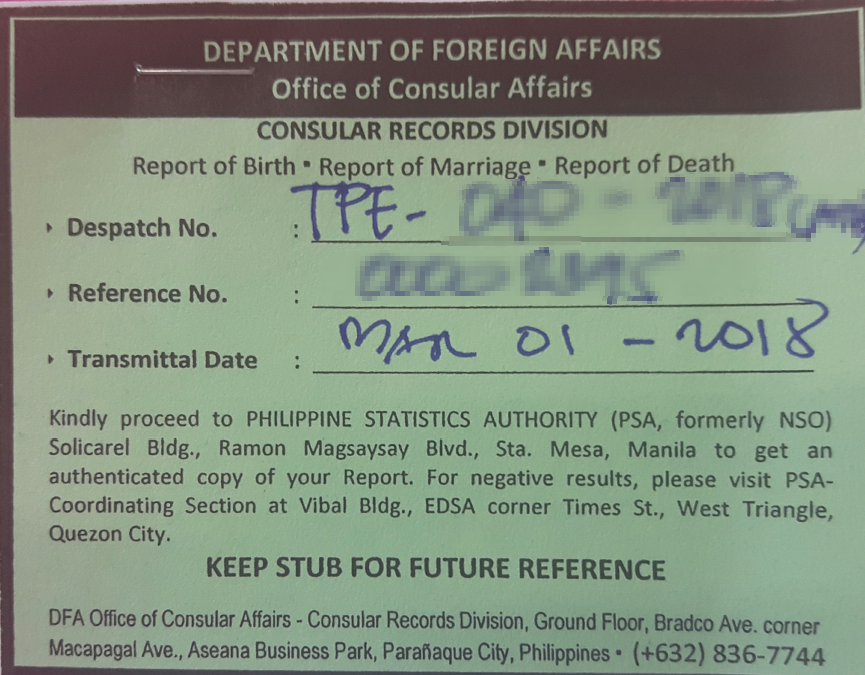 DEPARTMENT OF FOREIGN AFFAIRS
Office of Consular Affairs
CONSULAR RECORDS DIVISION
Report of Birth ▪ Report of Marriage ▪ Report of Death
‣ Despatch No. : TPE-
‣ Reference No. :
‣ Transmittal Date : MAR 01 - 2018
Kindly proceed to PHILIPPINE STATISTICS AUTHORITY (PSA, formerly NSO)
Solicarel Bldg., Ramon Magsaysay Blvd., Sta. Mesa, Manila to get an
authenticated copy of your Report. For negative results, please visit PSA-
Coordinating Section at Vibal Bldg., EDSA corner Times St., West Triangle,
Quezon City.
KEEP STUB FOR FUTURE REFERENCE
DFA Office of Consular Affairs - Consular Records Division, Ground Floor, Bradco Ave. corner
Macapagal Ave., Aseana Business Park, Parañaque City, Philippines • (+632) 836-7744